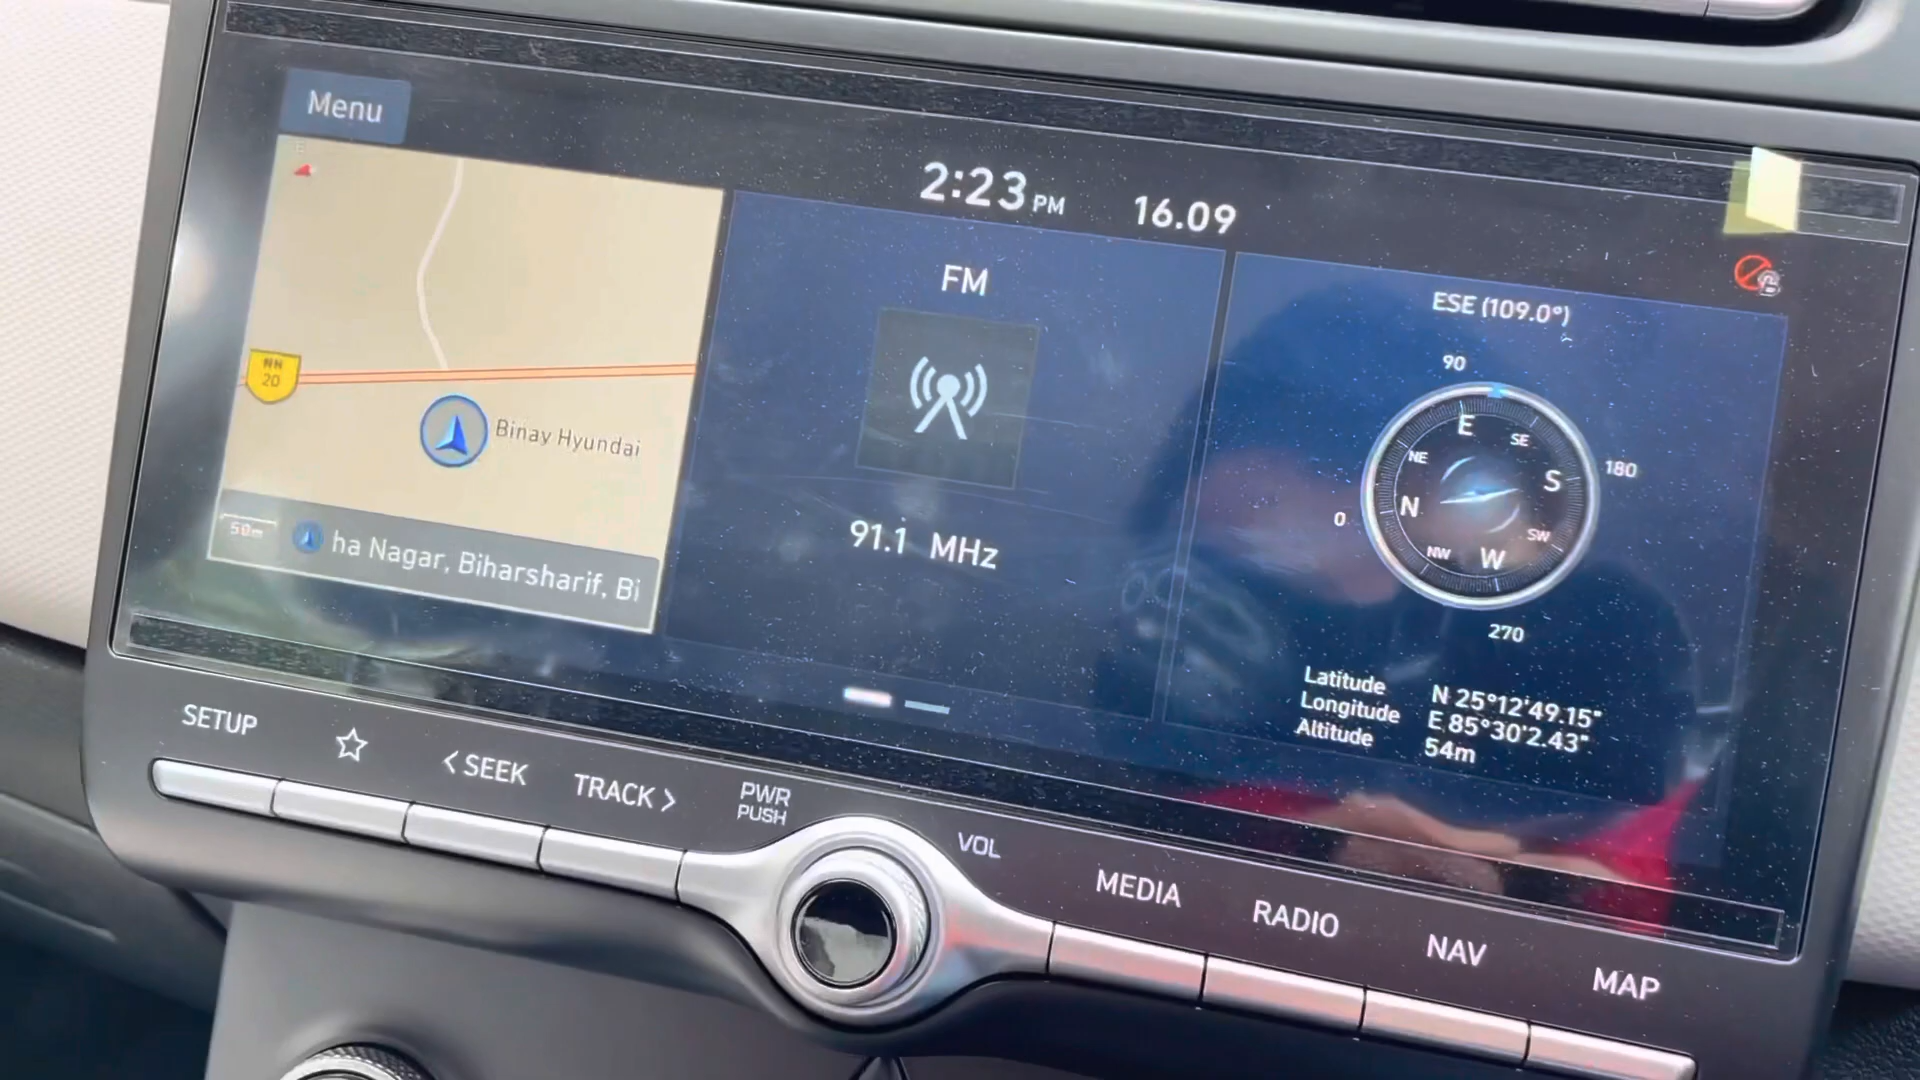 Menu
2:23 PM 16.09
NH
20
Binay Hyundai
50m
ha Nagar, Biharsharif, Bi
FM
91.1 MHz
ESE (109.0°)
90
180
0
270
E
SE
NE
S
N
SW
NW
W
Latitude N 25°12'49.15"
Longitude E 85°30'2.43"
Altitude 54m
SETUP
< SEEK
TRACK >
PWR
PUSH
VOL
MEDIA
RADIO
NAV
MAP